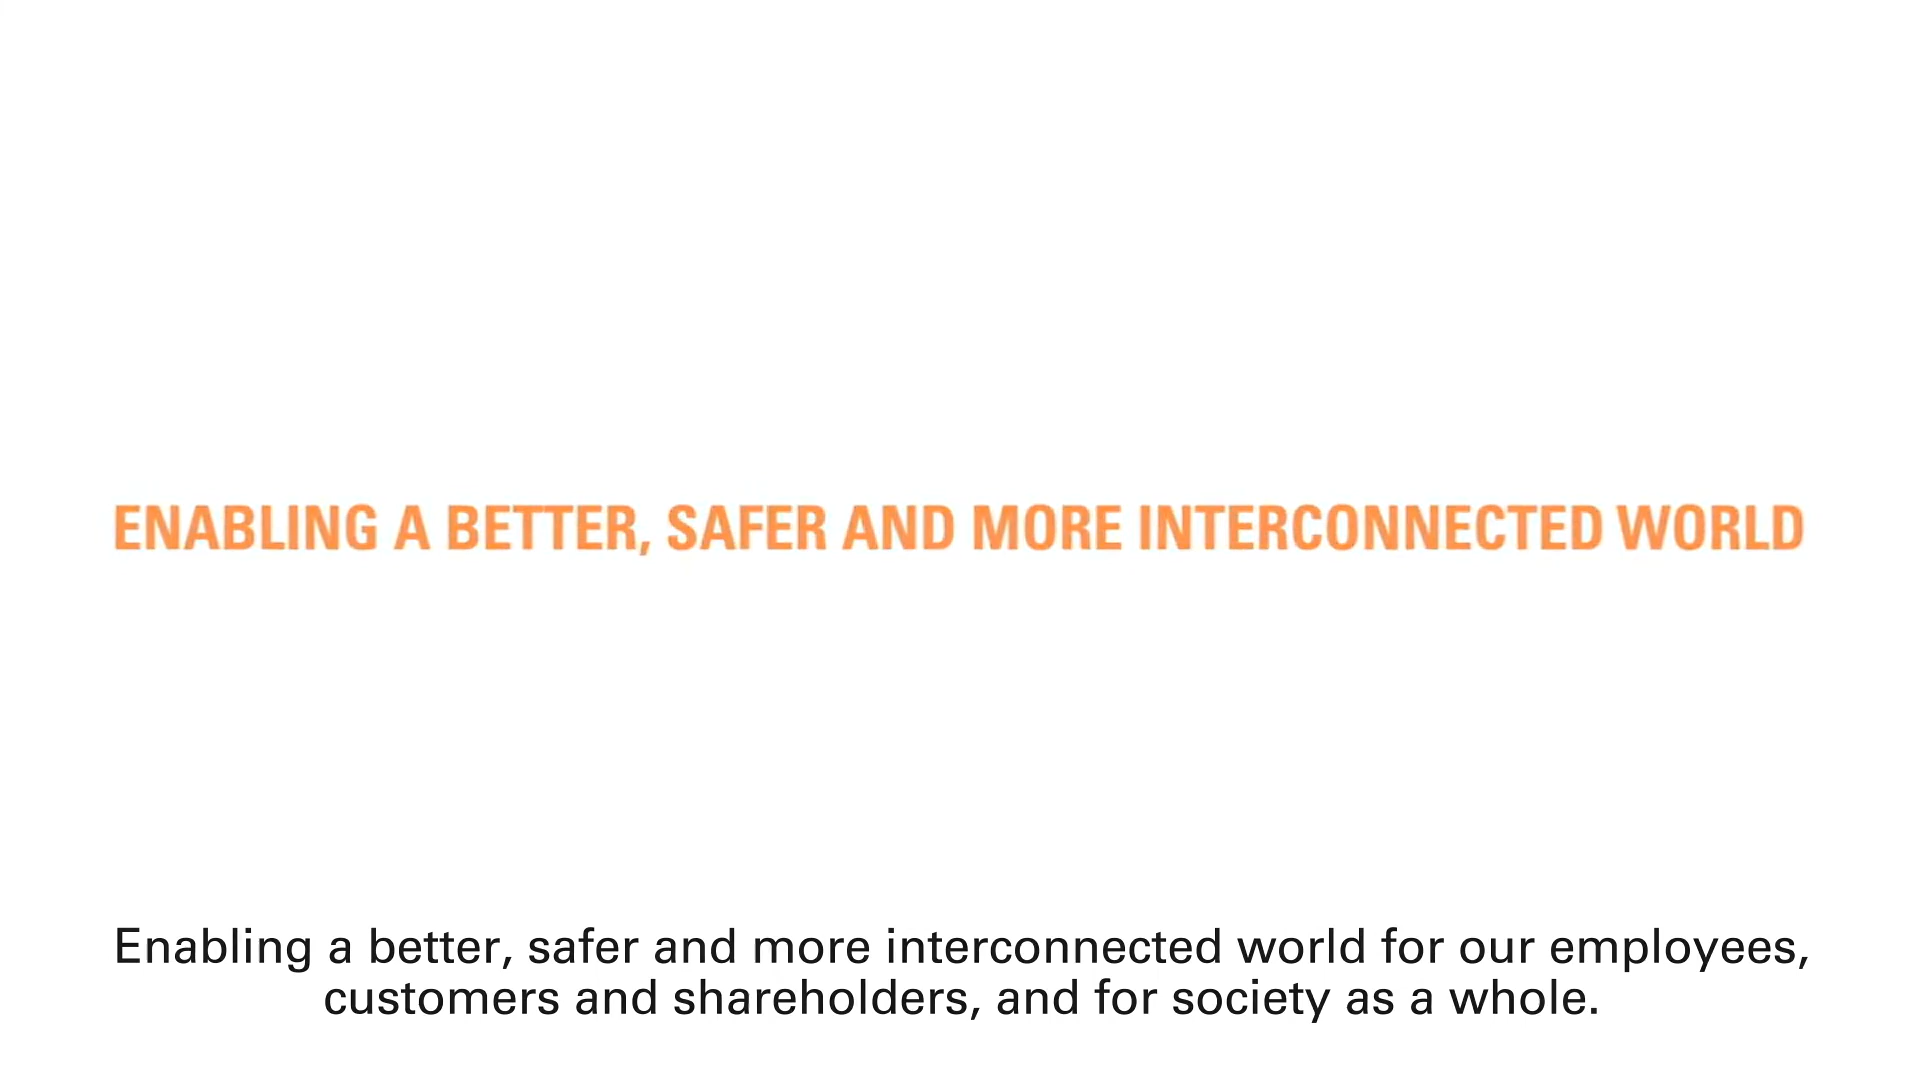 ENABLING A BETTER, SAFER AND MORE INTERCONNECTED WORLD
Enabling a better, safer and more interconnected world for our employees,
customers and shareholders, and for society as a whole.